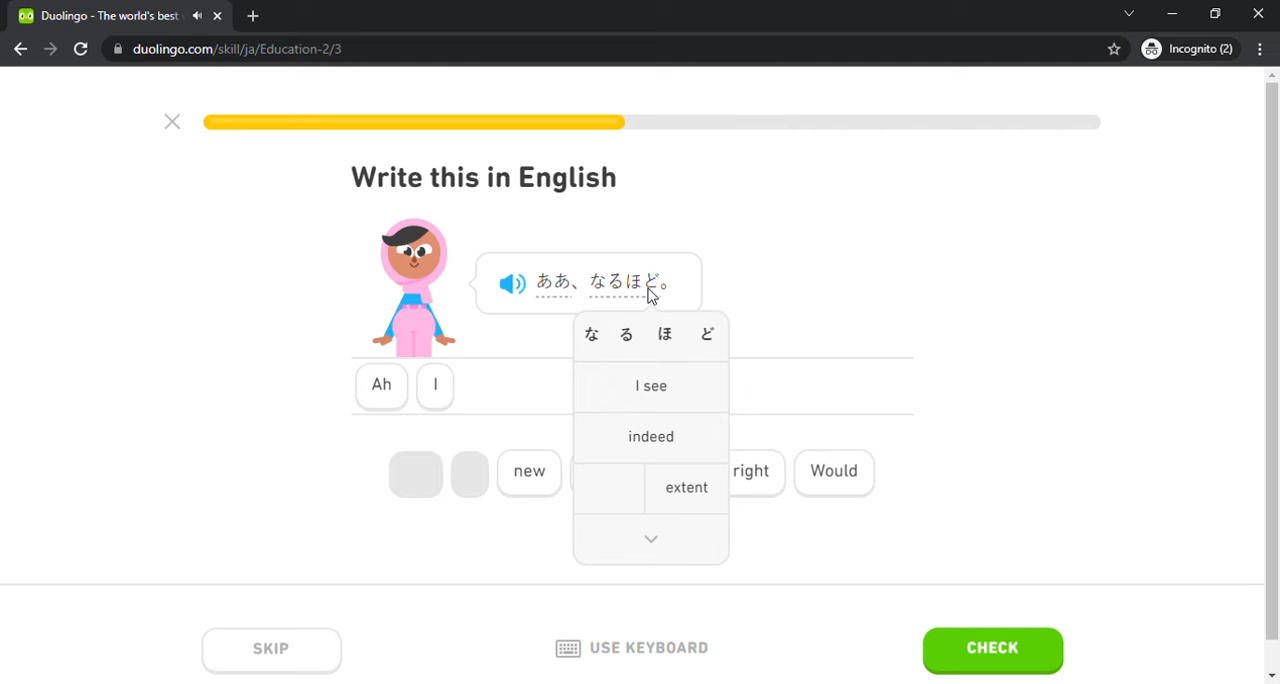 Duolingo - The world's best
duolingo.com/skill/ja/Education-2/3
Incognito (2)
Write this in English
ああ、なるほど。
なるほど
I see
indeed
extent
Ah I
new right Would
SKIP
USE KEYBOARD
CHECK